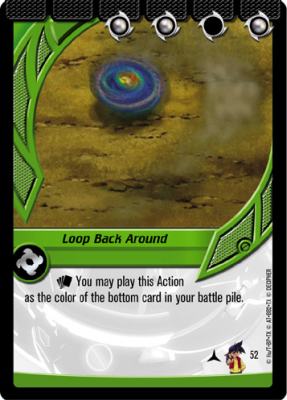 Loop Back Around
You may play this Action
as the color of the bottom card in your battle pile.
52